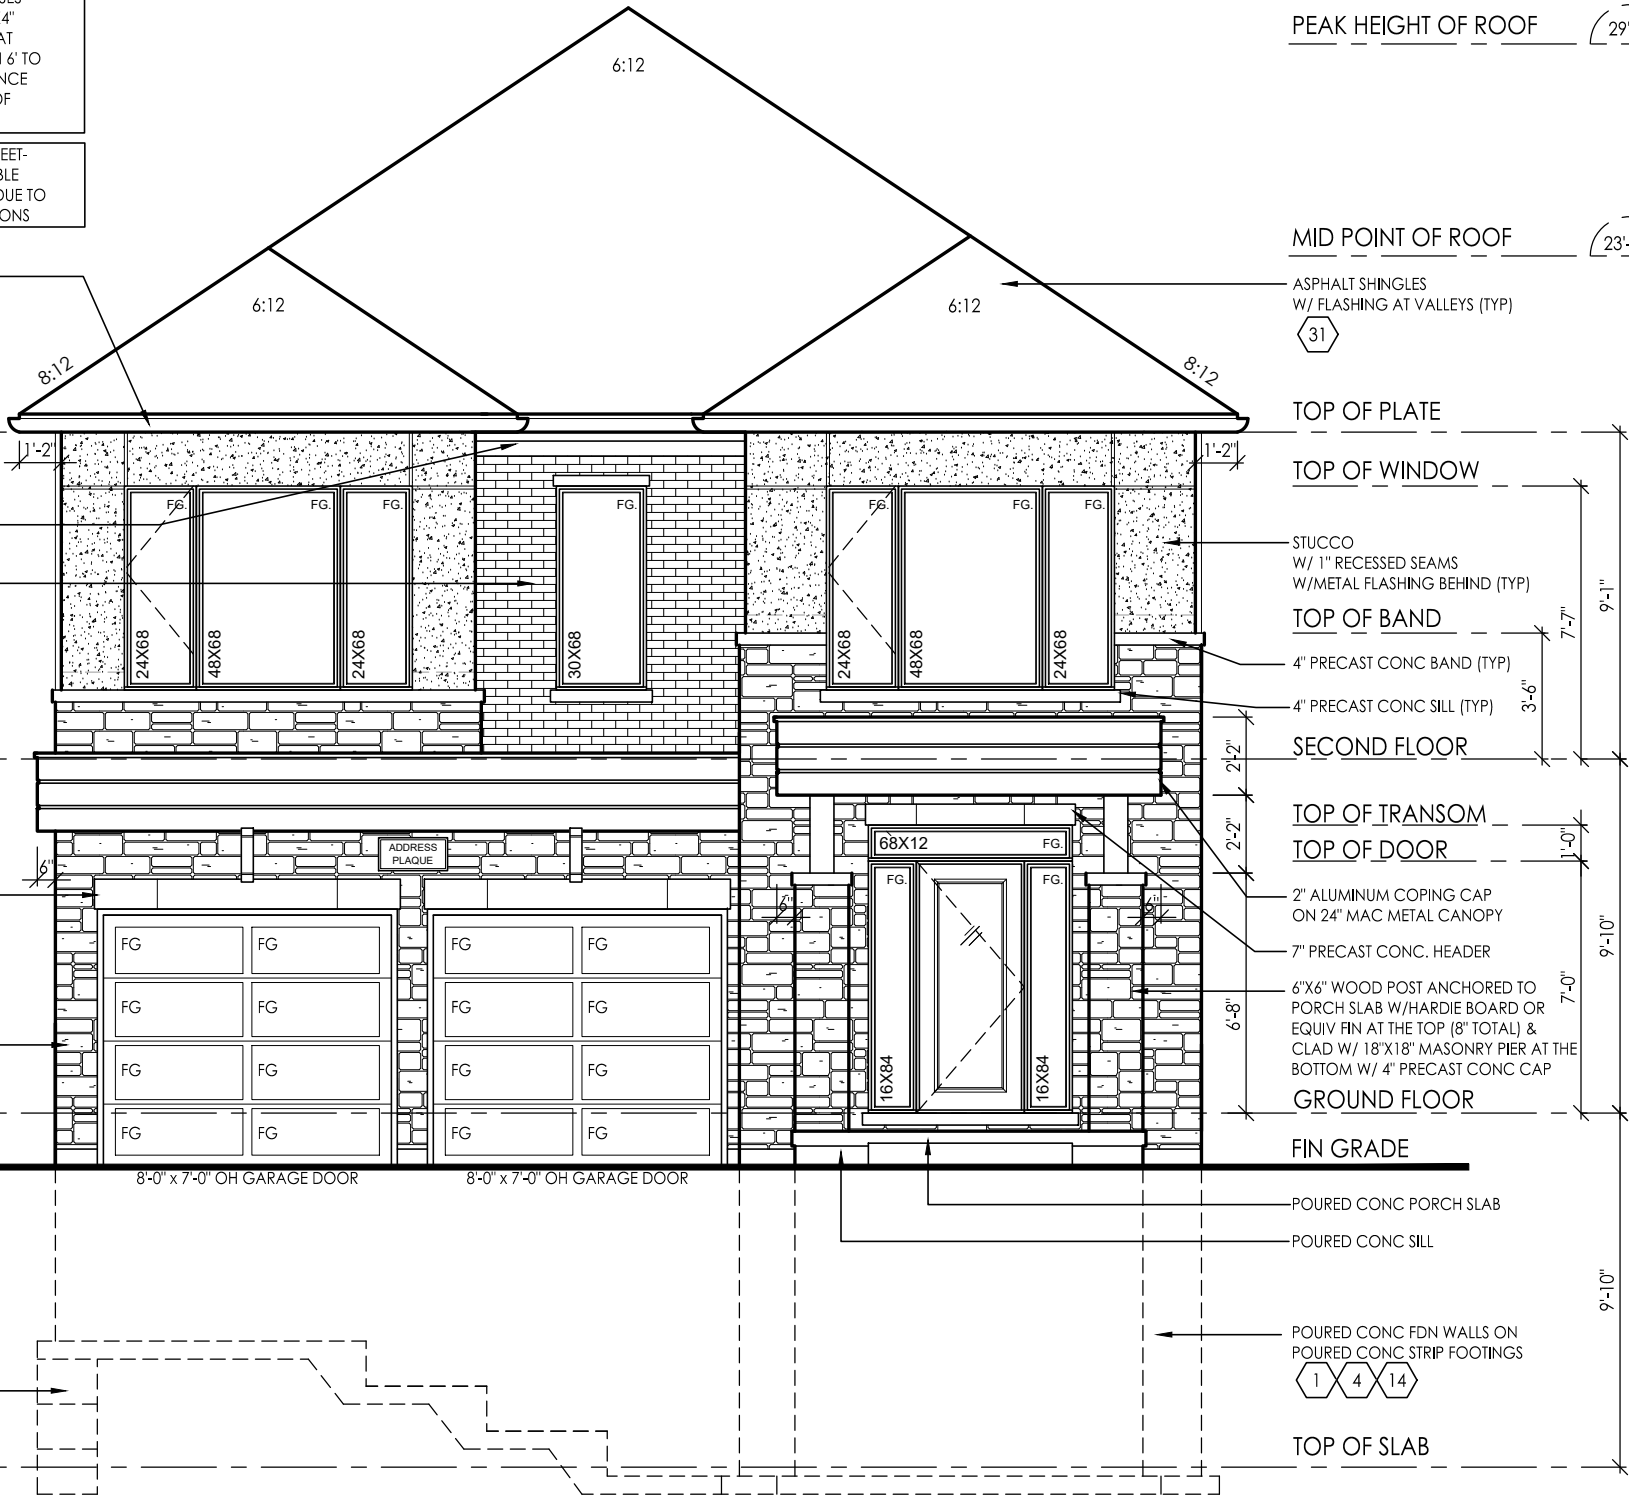 4"
AT
6' TO
OF
DUE TO
PEAK HEIGHT OF ROOF
6:12
MID POINT OF ROOF
ASPHALT SHINGLES
W/ FLASHING AT VALLEYS (TYP)
31
6:12
6:12
8:12
8:12
TOP OF PLATE
1'-2"
1'-2"
TOP OF WINDOW
FG.
FG.
FG.
FG.
FG.
FG.
FG.
STUCCO
W/ 1" RECESSED SEAMS
W/METAL FLASHING BEHIND (TYP)
9'-1"
7'-7"
TOP OF BAND
24X68
48X68
24X68
30X68
24X68
48X68
24X68
4" PRECAST CONC BAND (TYP)
3'-6"
4" PRECAST CONC SILL (TYP)
SECOND FLOOR
2'-2"
TOP OF TRANSOM
2'-2"
1'-0"
68X12
FG.
TOP OF DOOR
ADDRESS
PLAQUE
6"
FG.
FG.
2" ALUMINUM COPING CAP
ON 24" MAC METAL CANOPY
6"
6"
7" PRECAST CONC. HEADER
9'-10"
FG
FG
FG
FG
6"X6" WOOD POST ANCHORED TO
PORCH SLAB W/HARDIE BOARD OR
EQUIV FIN AT THE TOP (8" TOTAL) &
CLAD W/ 18"X18" MASONRY PIER AT THE
BOTTOM W/ 4" PRECAST CONC CAP
7'-0"
6'-8"
FG
FG
FG
FG
FG
FG
FG
FG
16X84
16X84
GROUND FLOOR
FG
FG
FG
FG
FIN GRADE
8'-0" x 7'-0" OH GARAGE DOOR
8'-0" x 7'-0" OH GARAGE DOOR
POURED CONC PORCH SLAB
POURED CONC SILL
9'-10"
POURED CONC FDN WALLS ON
POURED CONC STRIP FOOTINGS
1 4 14
TOP OF SLAB